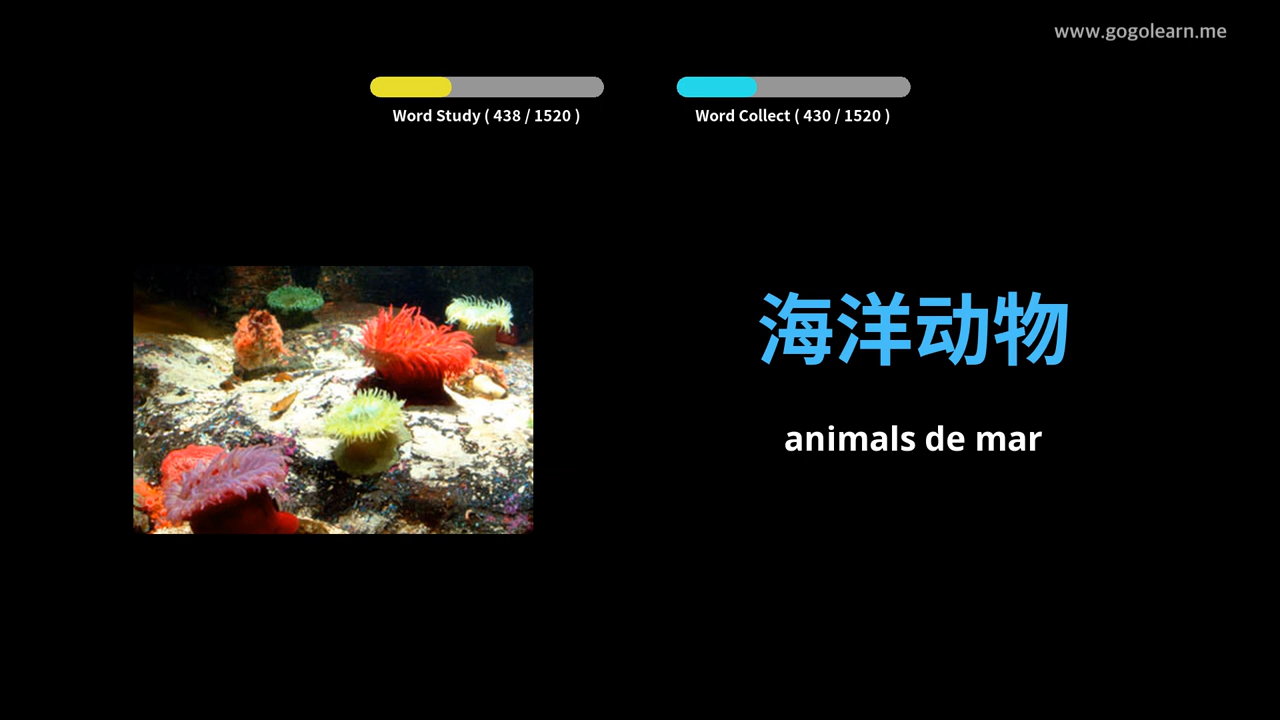 www.gogolearn.me
Word Study ( 438 / 1520 )
Word Collect ( 430 / 1520 )
海洋动物
animals de mar